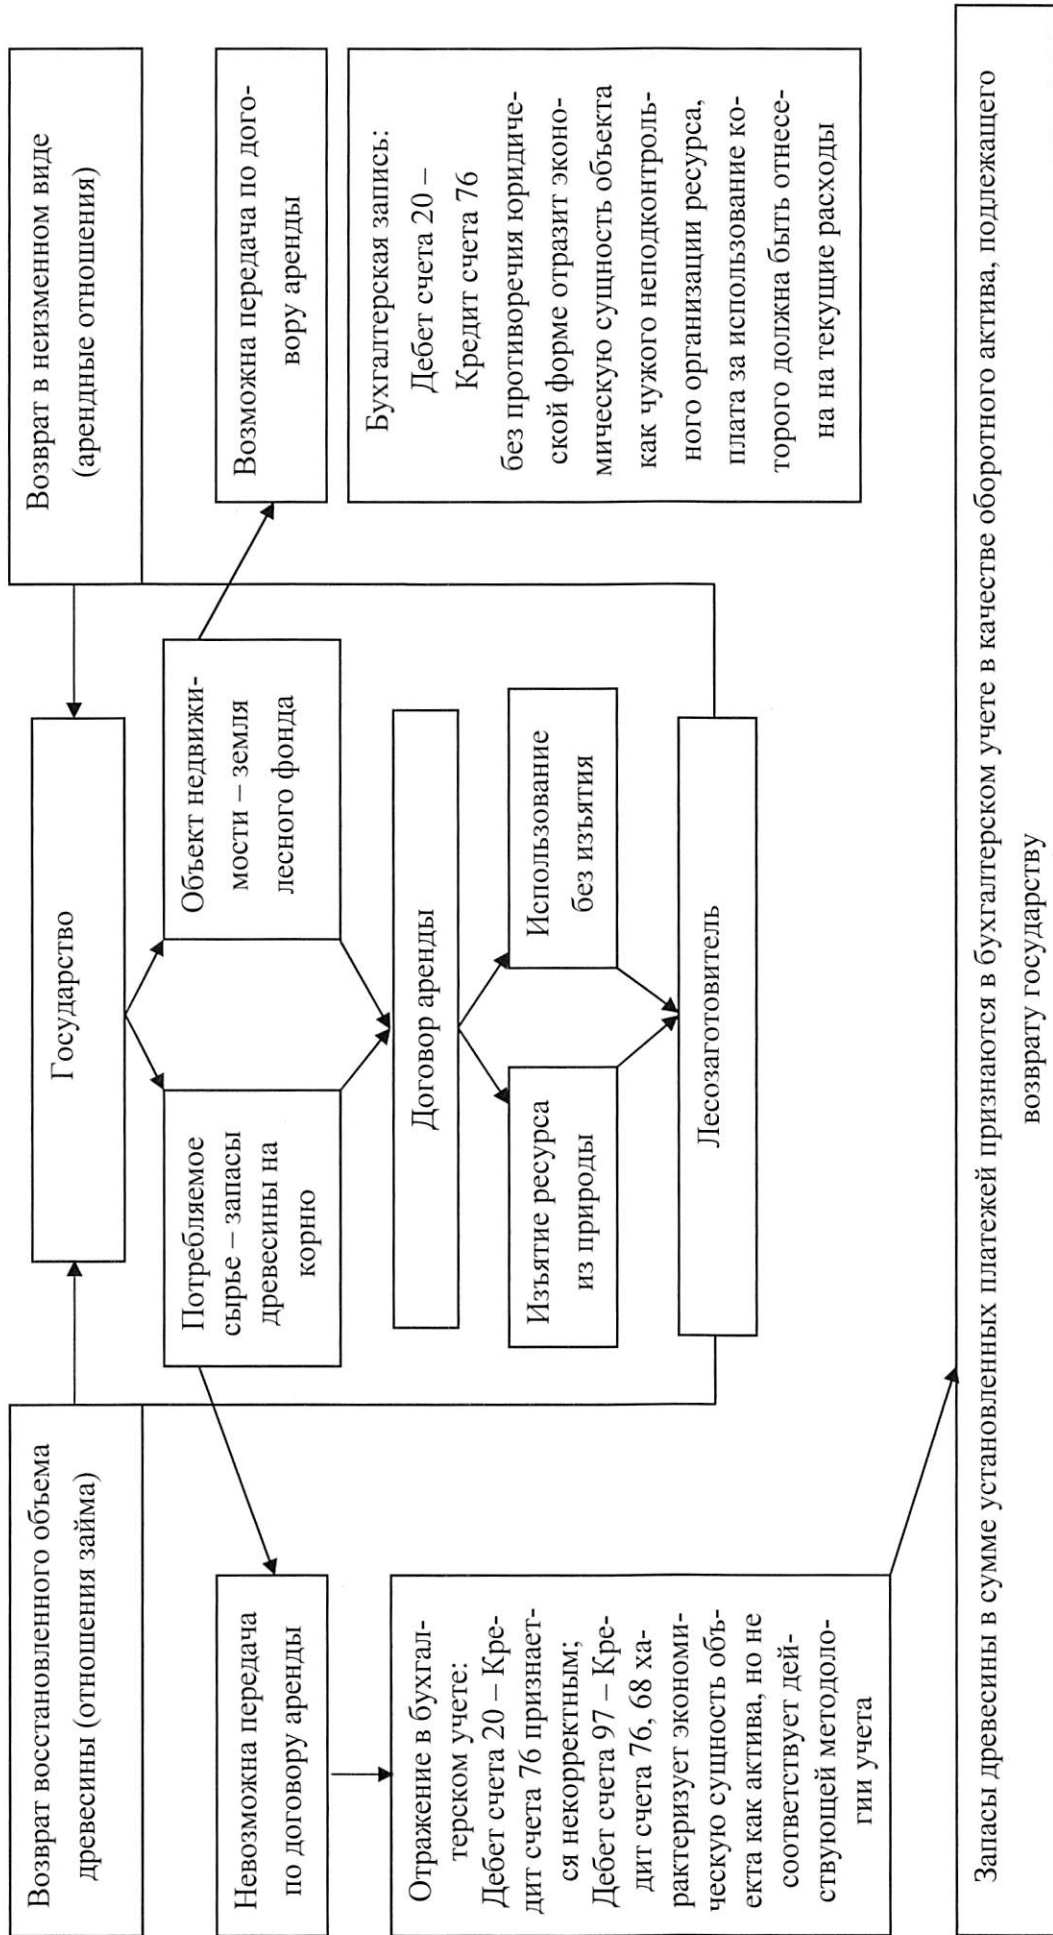 Возврат восстановленного объема
древесины (отношения займа)
Государство
Возврат в неизменном виде
(арендные отношения)
Потребляемое
сырье – запасы
древесины на
корню
Объект недвижи-
мости – земля
лесного фонда
Невозможна передача
по договору аренды
Возможна передача по дого-
вору аренды
Договор аренды
Отражение в бухгал-
терском учете:
Дебет счета 20 – Кре-
дит счета 76 признает-
ся некорректным;
Дебет счета 97 – Кре-
дит счета 76, 68 ха-
рактеризует экономи-
ческую сущность объ-
екта как актива, но не
соответствует дей-
ствующей методоло-
гии учета
Изъятие ресурса
из природы
Использование
без изъятия
Бухгалтерская запись:
Дебет счета 20 –
Кредит счета 76
без противоречия юридиче-
ской форме отразит эконо-
мическую сущность объекта
как чужого неподконтроль-
ного организации ресурса,
плата за использование ко-
торого должна быть отнесе-
на на текущие расходы
Лесозаготовитель
Запасы древесины в сумме установленных платежей признаются в бухгалтерском учете в качестве оборотного актива, подлежащего
возврату государству